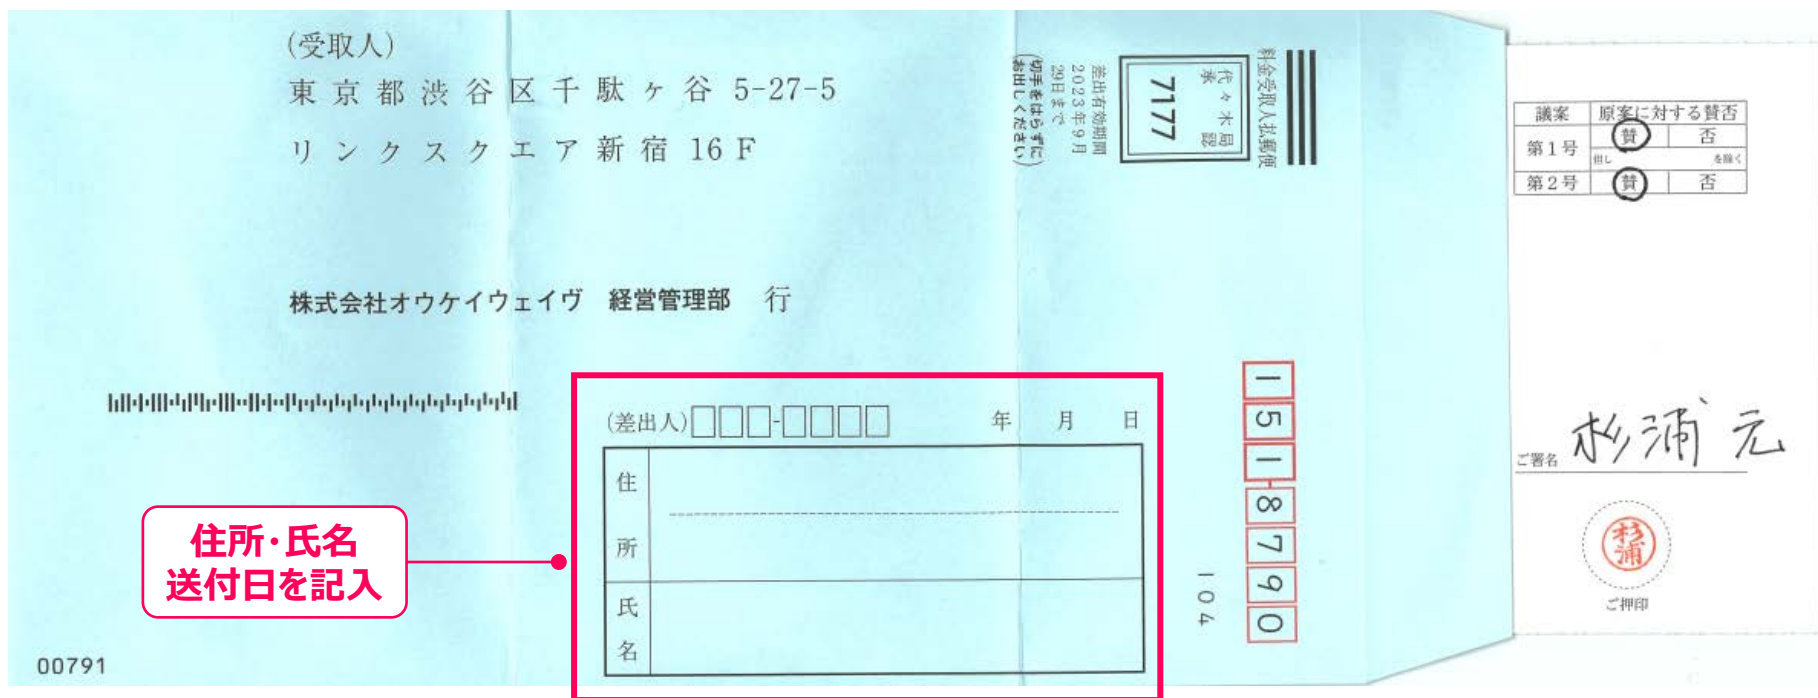 (受取人)
東京都渋谷区千駄ヶ谷 5-27-5
リンクスクエア新宿 16F
株式会社オウケイウェイヴ 経営管理部 行
料金受取人払郵便
代々木局
承認
7177
差出有効期間
2023年9月
29日まで
(切手をはらずに
お出しください)
151-8790
104
(差出人) - 年 月 日
住所
氏名
住所・氏名
送付日を記入
00791
議案 原案に対する賛否
第1号 賛 否
但し を除く
第2号 賛 否
ご署名 杉浦 元
杉浦
ご押印